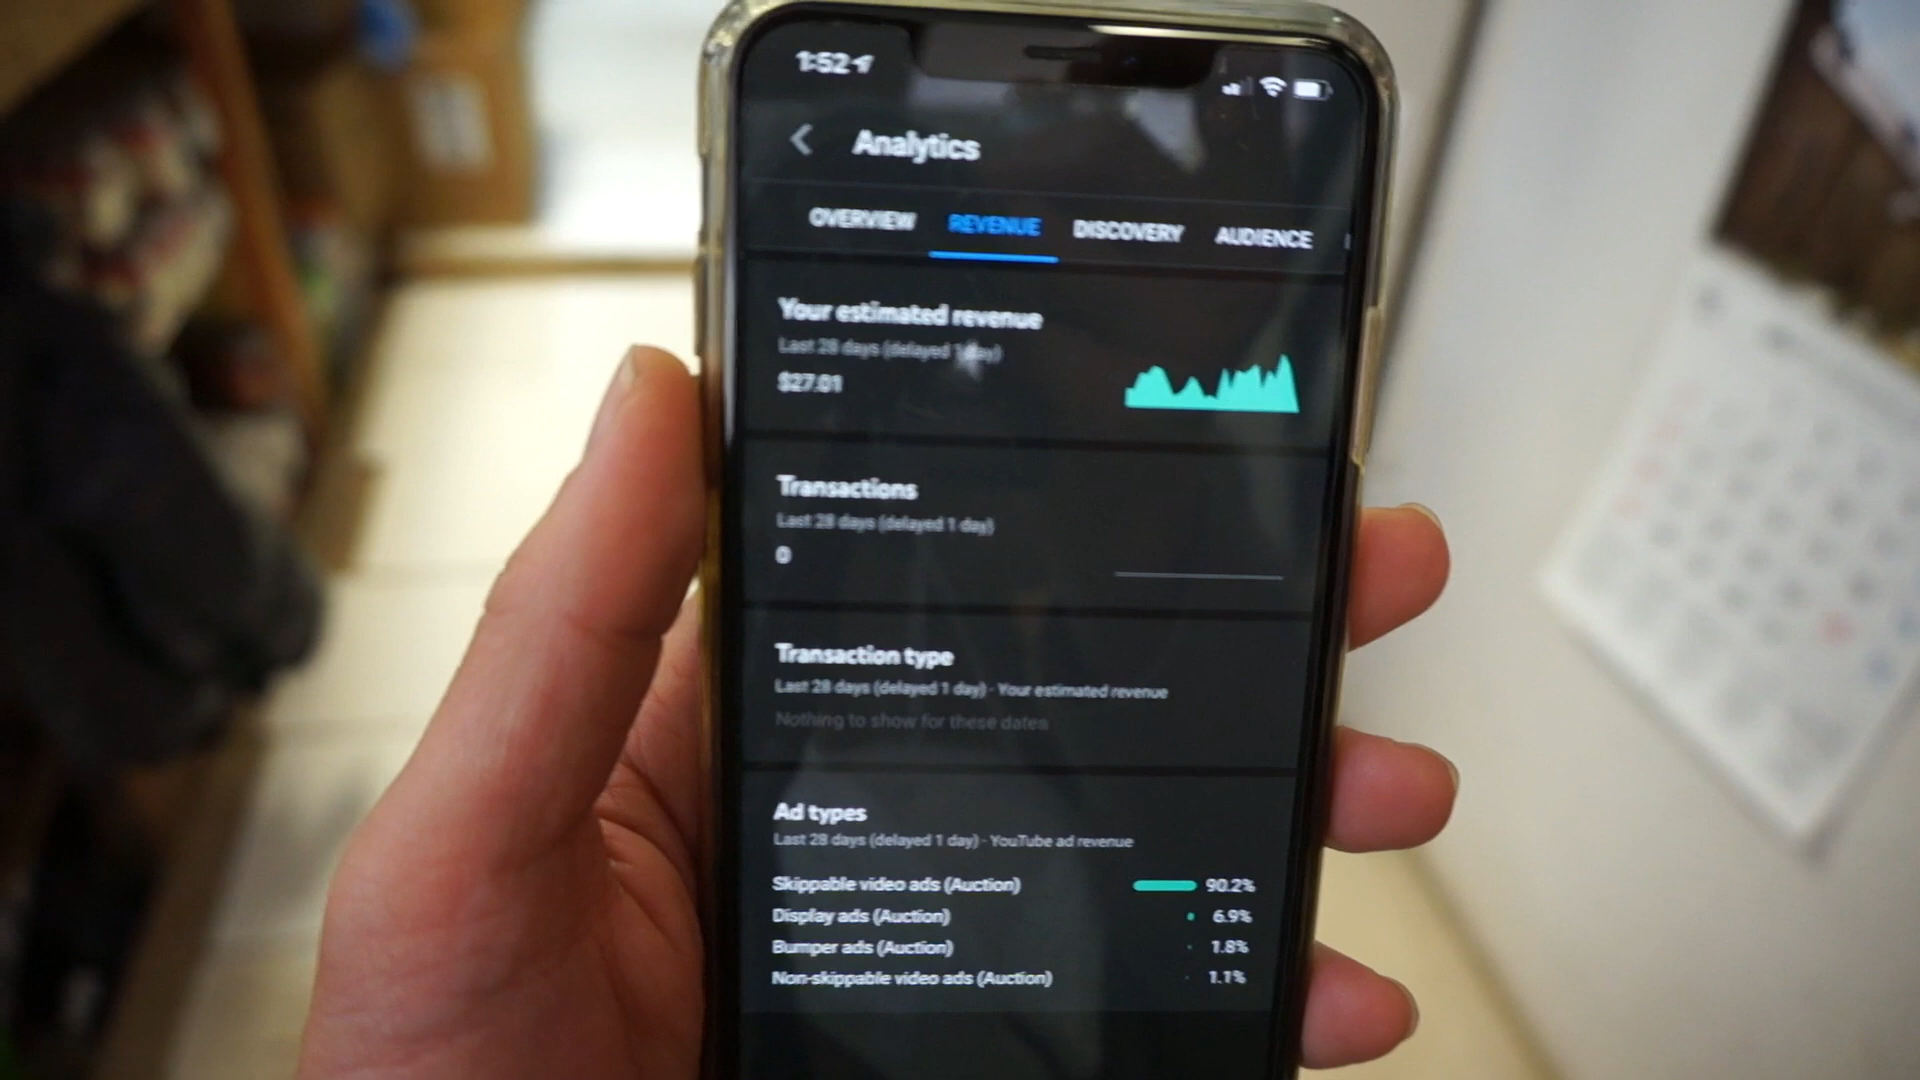 1:52
Analytics
OVERVIEW REVENUE DISCOVERY AUDIENCE
Your estimated revenue
Last 28 days (delayed 1 day)
$27.01
Transactions
Last 28 days (delayed 1 day)
0
Transaction type
Last 28 days (delayed 1 day) · Your estimated revenue
Nothing to show for these dates
Ad types
Last 28 days (delayed 1 day) · YouTube ad revenue
Skippable video ads (Auction) 90.2%
Display ads (Auction) 6.9%
Bumper ads (Auction) 1.8%
Non-skippable video ads (Auction) 1.1%